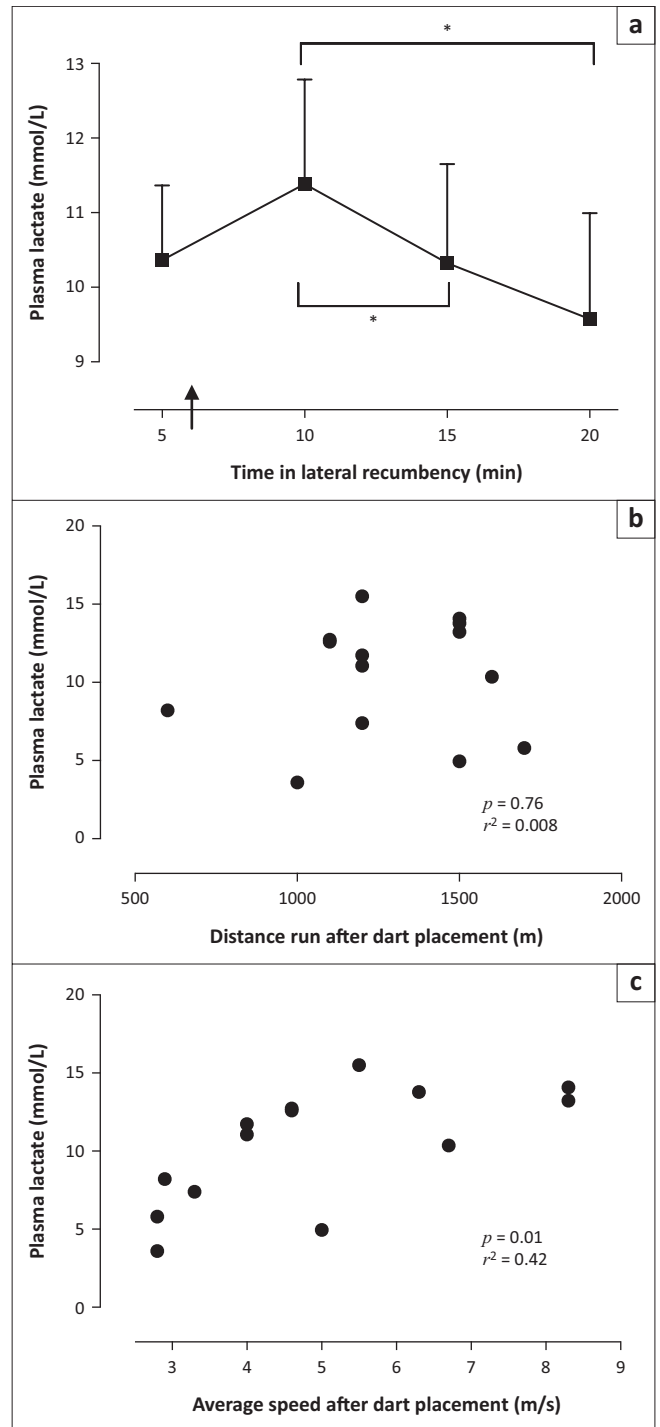 a
*
Plasma lactate (mmol/L)
13
12
11
10
9
*
5
10
15
20
Time in lateral recumbency (min)
b
Plasma lactate (mmol/L)
20
15
10
5
0
p = 0.76
r² = 0.008
500
1000
1500
2000
Distance run after dart placement (m)
c
Plasma lactate (mmol/L)
20
15
10
5
0
p = 0.01
r² = 0.42
3
4
5
6
7
8
9
Average speed after dart placement (m/s)